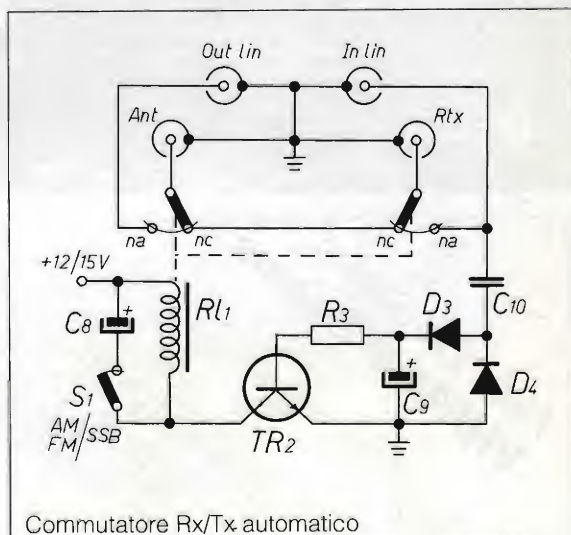 Out lin In lin
Ant Rtx
na nc nc na
+12/15V
C8 + Rl1 R3 D3 C10
S1 + C9 D4
AM
FM/SSB TR2
Commutatore Rx/Tx automatico